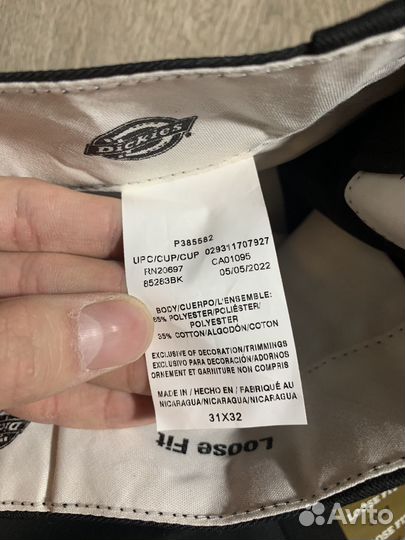 Dickies
P385582
UPC/CUP/CUP 029311707927
RN20697 CA01095
85283BK 05/05/2022
BODY/CUERPO/L'ENSEMBLE:
65% POLYESTER/POLIÉSTER/
POLYESTER
35% COTTON/ALGODÓN/COTON
EXCLUSIVE OF DECORATION/TRIMMINGS
EXCLUSIVA DE DECORACIÓN/ADORNOS
ORNEMENT ET GARNITURE NON COMPRIS
MADE IN / HECHO EN / FABRIQUÉ AU
NICARAGUA/NICARAGUA/NICARAGUA
31X32
Loose Fit
Avito